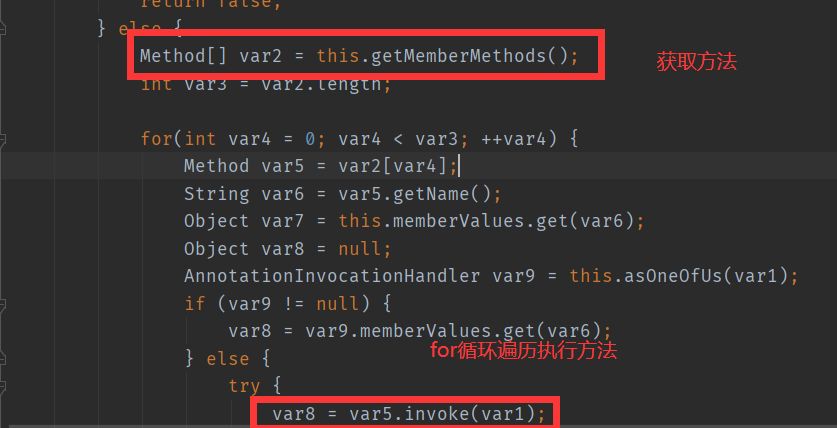 return false;
} else {
Method[] var2 = this.getMemberMethods();
获取方法
int var3 = var2.length;
for(int var4 = 0; var4 < var3; ++var4) {
Method var5 = var2[var4];
String var6 = var5.getName();
Object var7 = this.memberValues.get(var6);
Object var8 = null;
AnnotationInvocationHandler var9 = this.asOneOfUs(var1);
if (var9 != null) {
var8 = var9.memberValues.get(var6);
for循环遍历执行方法
} else {
try {
var8 = var5.invoke(var1);